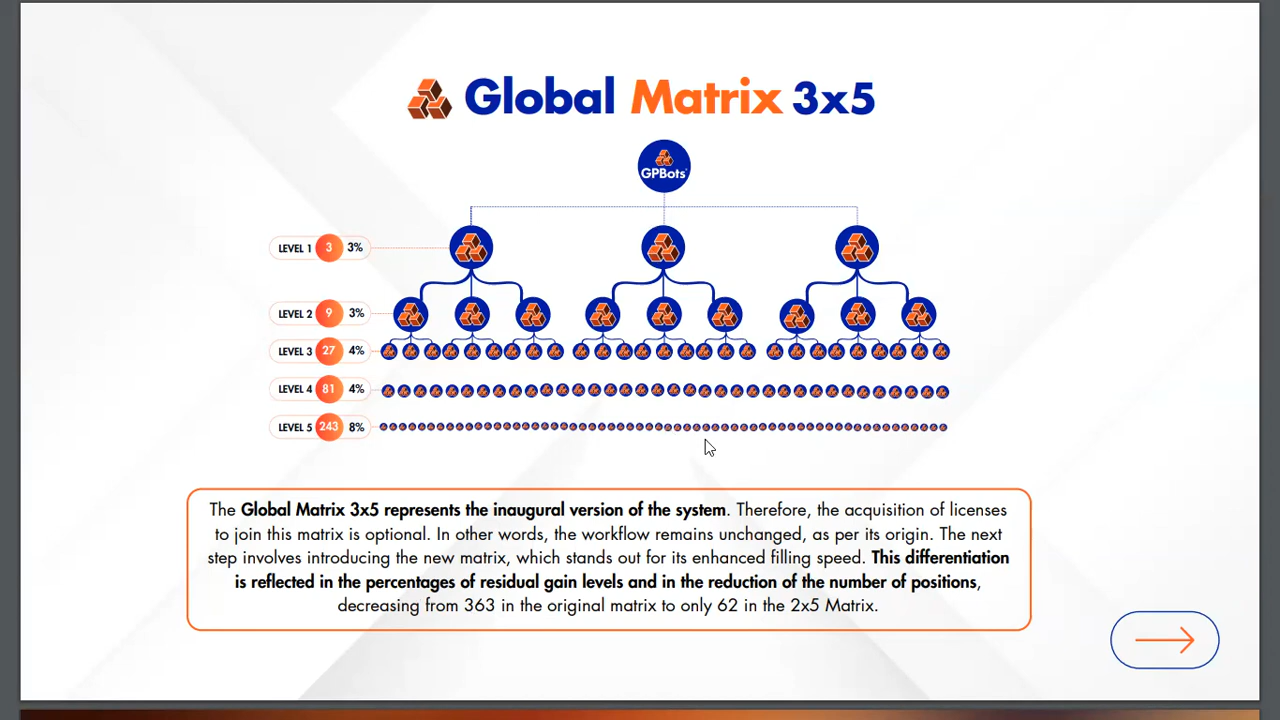 Global Matrix 3x5
GPBots
LEVEL 1 3 3%
LEVEL 2 9 3%
LEVEL 3 27 4%
LEVEL 4 81 4%
LEVEL 5 243 8%
The Global Matrix 3x5 represents the inaugural version of the system. Therefore, the acquisition of licenses
to join this matrix is optional. In other words, the workflow remains unchanged, as per its origin. The next
step involves introducing the new matrix, which stands out for its enhanced filling speed. This differentiation
is reflected in the percentages of residual gain levels and in the reduction of the number of positions,
decreasing from 363 in the original matrix to only 62 in the 2x5 Matrix.